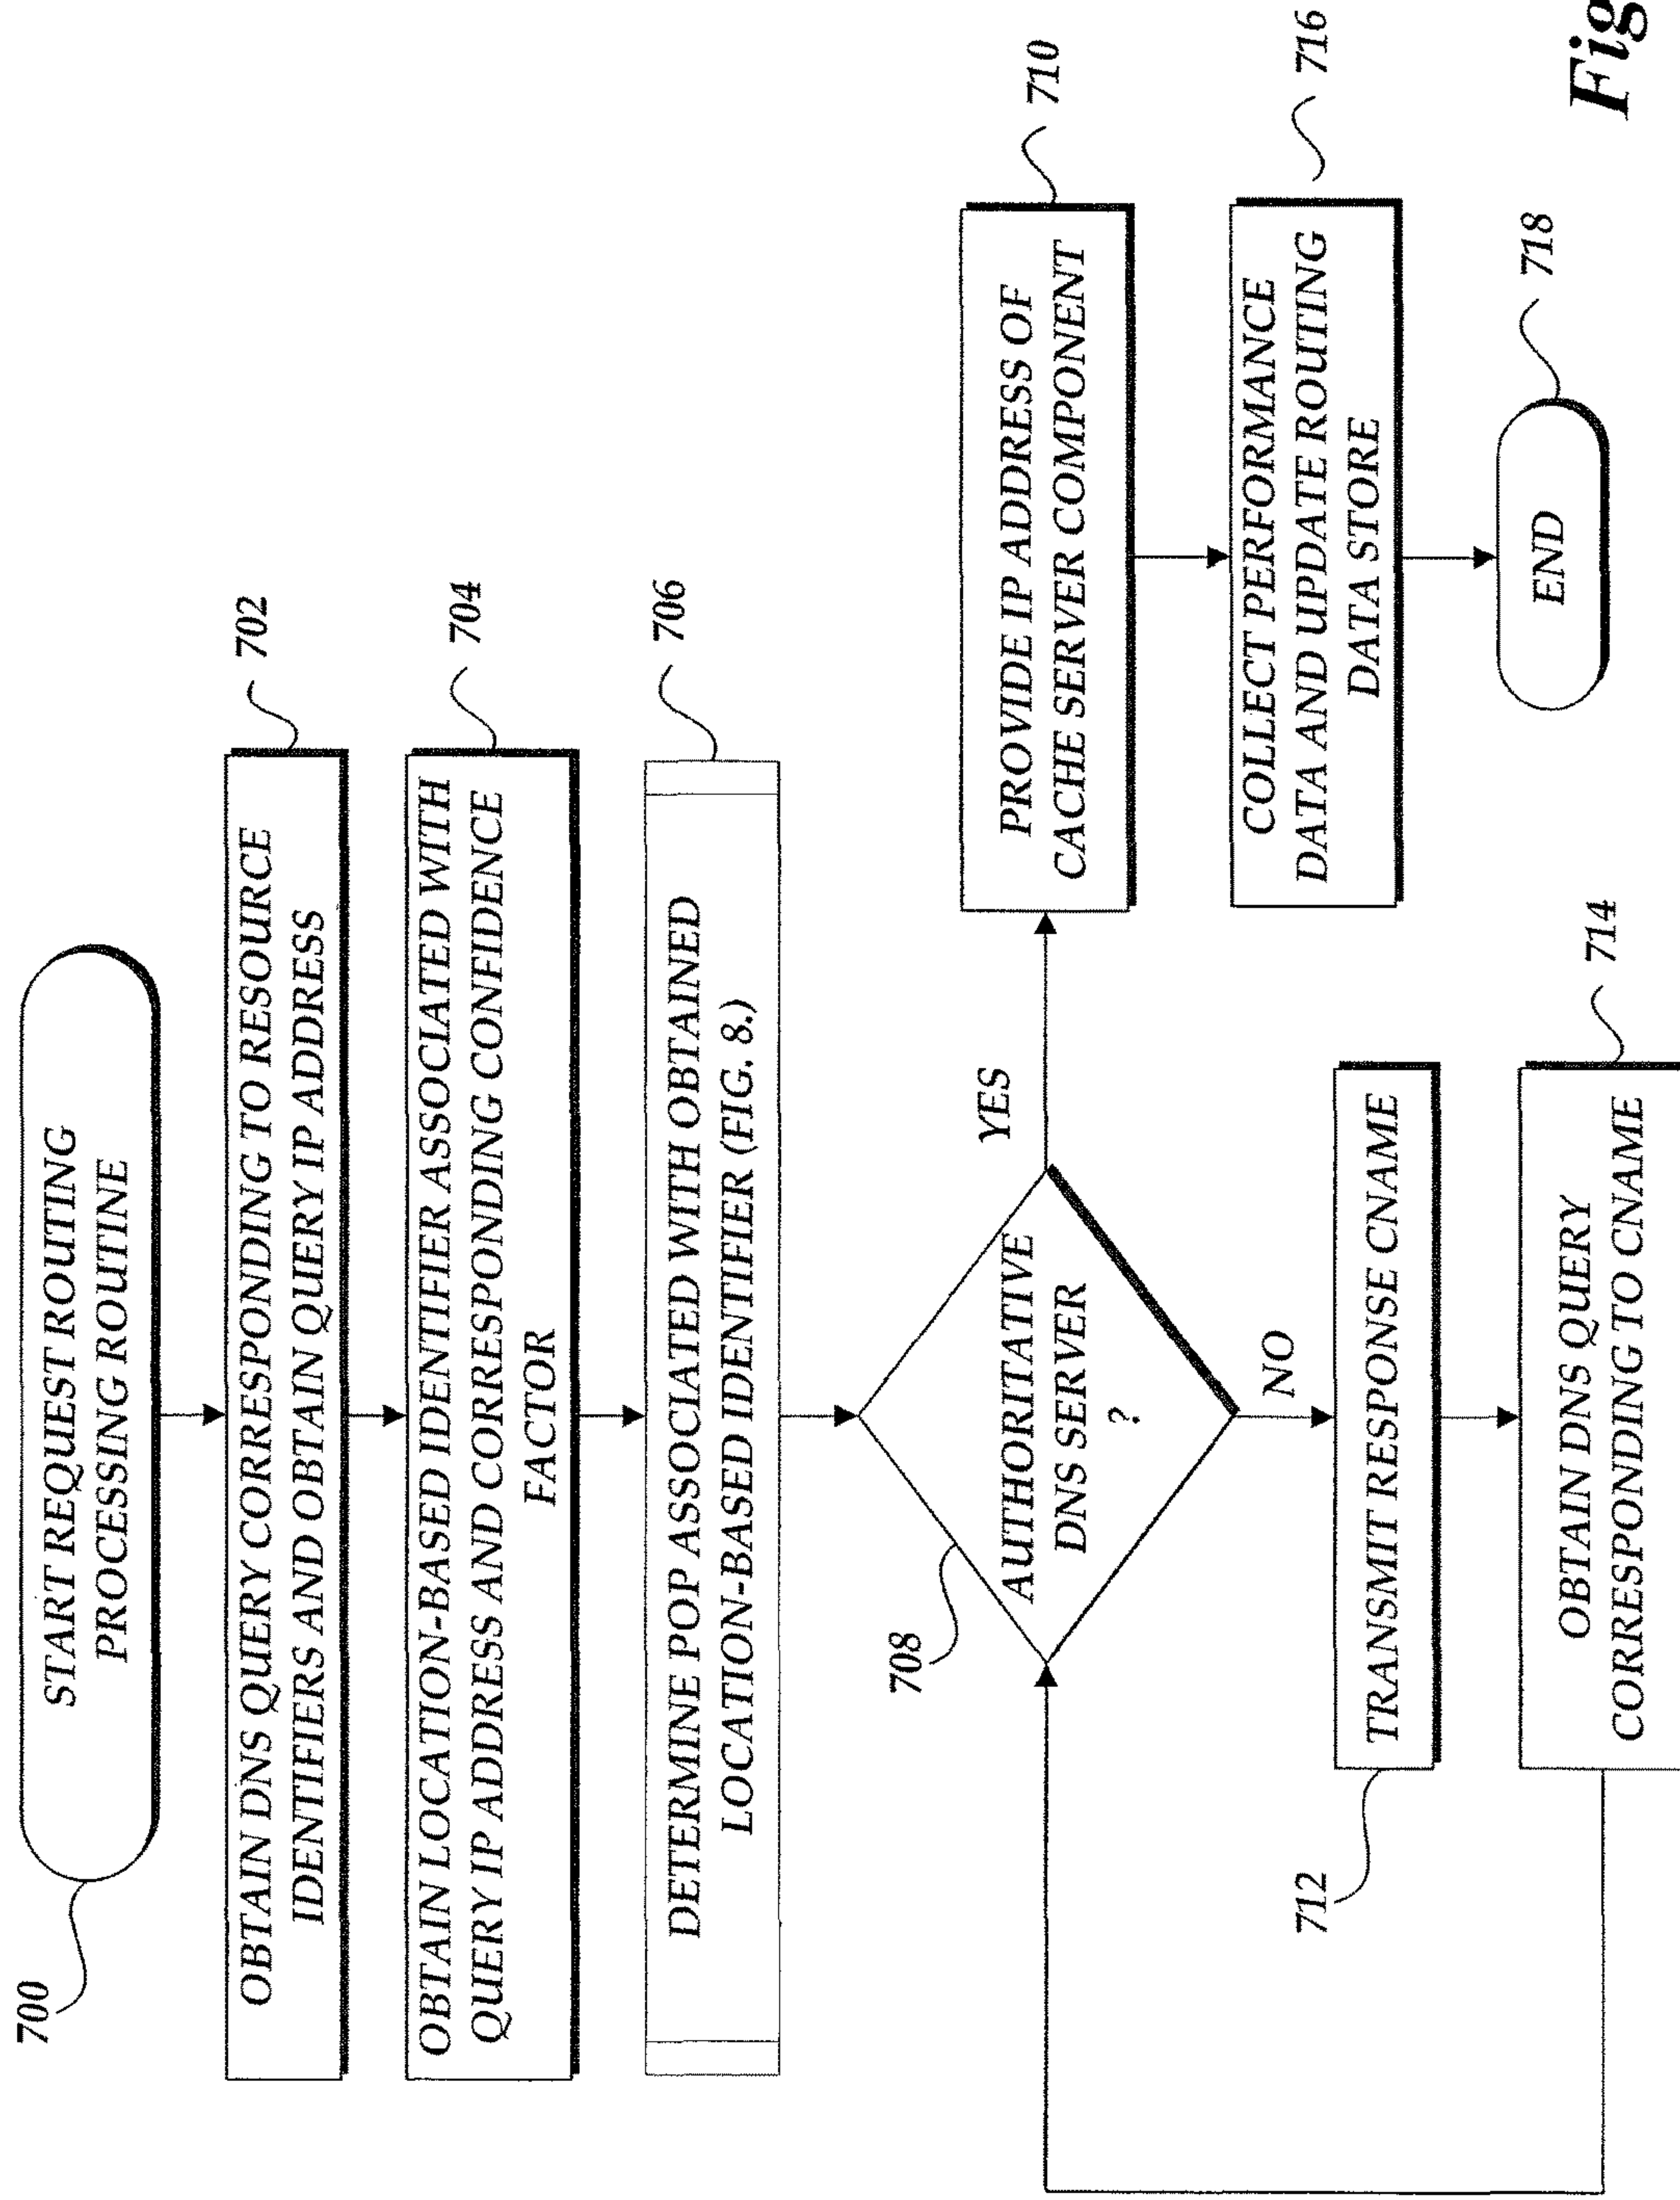 700
START REQUEST ROUTING
PROCESSING ROUTINE
OBTAIN DNS QUERY CORRESPONDING TO RESOURCE
IDENTIFIERS AND OBTAIN QUERY IP ADDRESS
702
OBTAIN LOCATION-BASED IDENTIFIER ASSOCIATED WITH
QUERY IP ADDRESS AND CORRESPONDING CONFIDENCE
FACTOR
704
DETERMINE POP ASSOCIATED WITH OBTAINED
LOCATION-BASED IDENTIFIER (FIG. 8.)
706
708
AUTHORITATIVE
DNS SERVER
?
YES
PROVIDE IP ADDRESS OF
CACHE SERVER COMPONENT
710
NO
COLLECT PERFORMANCE
DATA AND UPDATE ROUTING
DATA STORE
716
712
TRANSMIT RESPONSE CNAME
END
718
OBTAIN DNS QUERY
CORRESPONDING TO CNAME
714
Fig